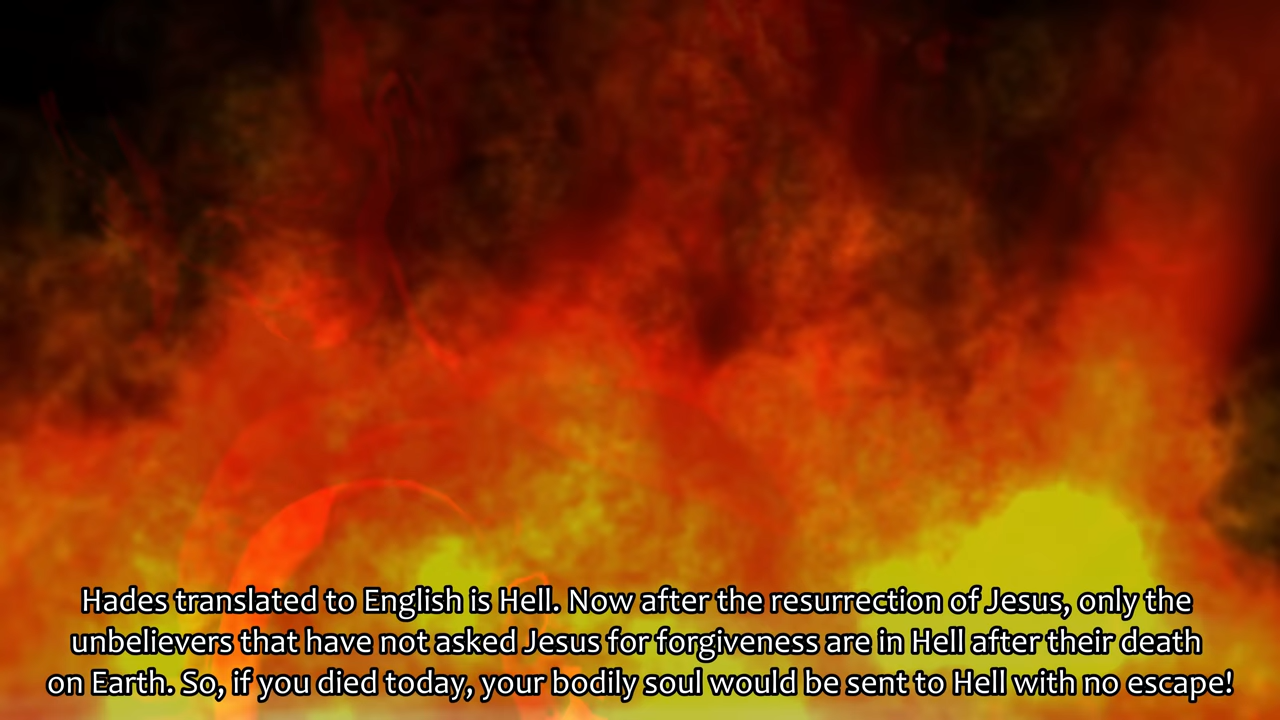 Hades translated to English is Hell. Now after the resurrection of Jesus, only the
unbelievers that have not asked Jesus for forgiveness are in Hell after their death
on Earth. So, if you died today, your bodily soul would be sent to Hell with no escape!